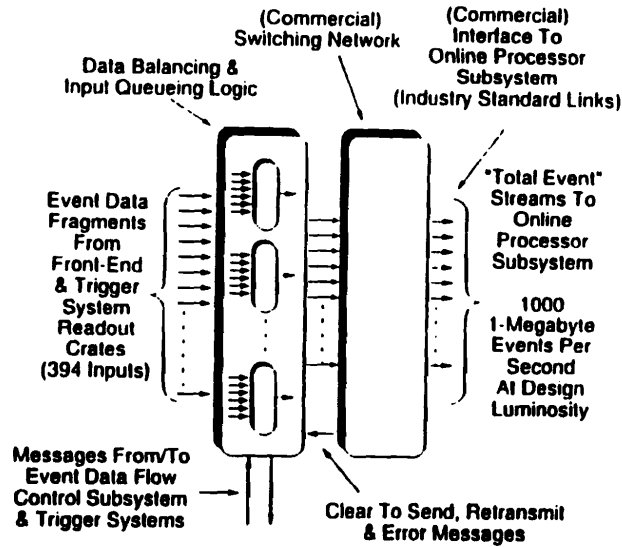 (Commercial)
Switching Network
(Commercial)
Interface To
Online Processor
Subsystem
(Industry Standard Links)
Data Balancing &
Input Queueing Logic
Event Data
Fragments
From
Front-End
& Trigger
System
Readout
Crates
(394 Inputs)
"Total Event"
Streams To
Online
Processor
Subsystem
1000
1-Megabyte
Events Per
Second
At Design
Luminosity
Messages From/To
Event Data Flow
Control Subsystem
& Trigger Systems
Clear To Send, Retransmit
& Error Messages